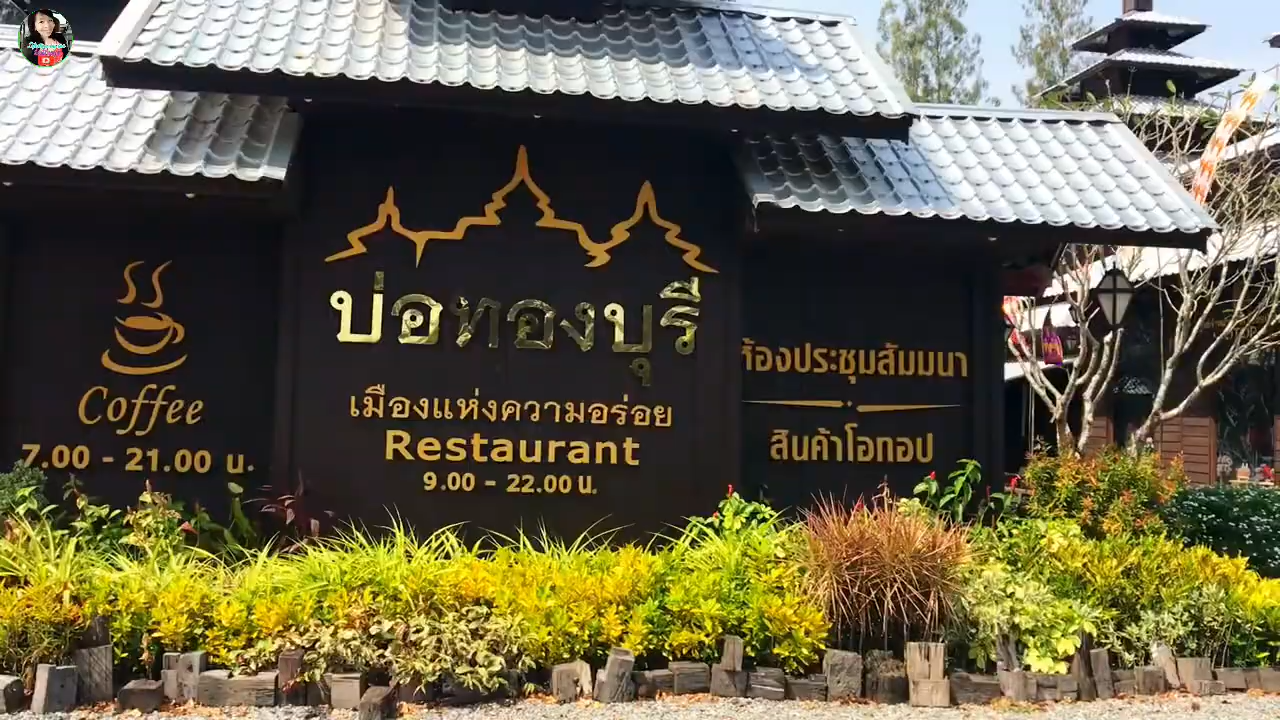 Coffee
7.00 - 21.00 น.
บ่อทองบุรี
เมืองแห่งความอร่อย
Restaurant
9.00 - 22.00 น.
ห้องประชุมสัมมนา
สินค้าโอทอป